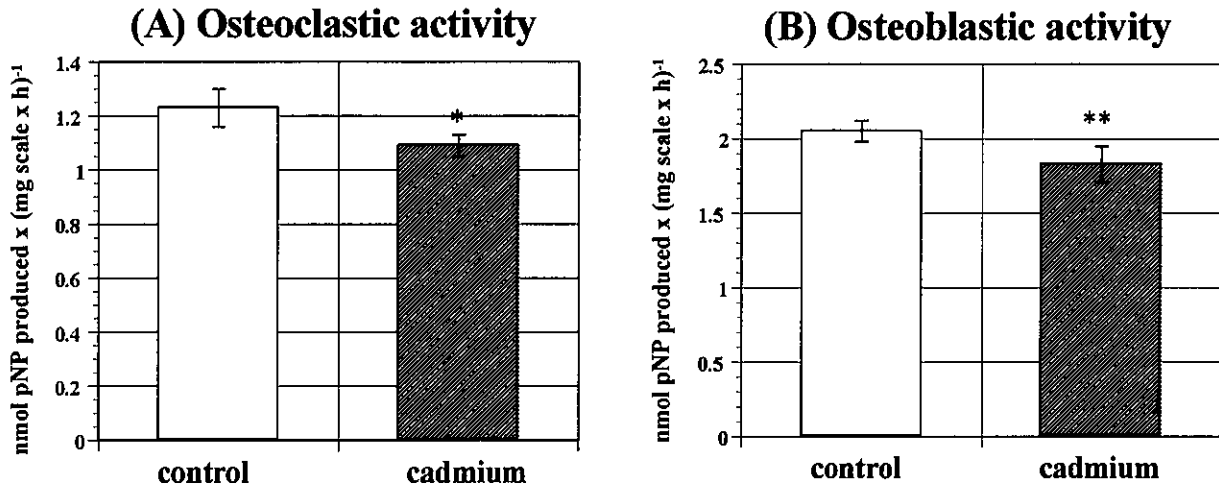 (A) Osteoclastic activity
nmol pNP produced x (mg scale x h)-1
1.4
1.2
1
0.8
0.6
0.4
0.2
0
*
control cadmium
(B) Osteoblastic activity
nmol pNP produced x (mg scale x h)-1
2.5
2
1.5
1
0.5
0
**
control cadmium